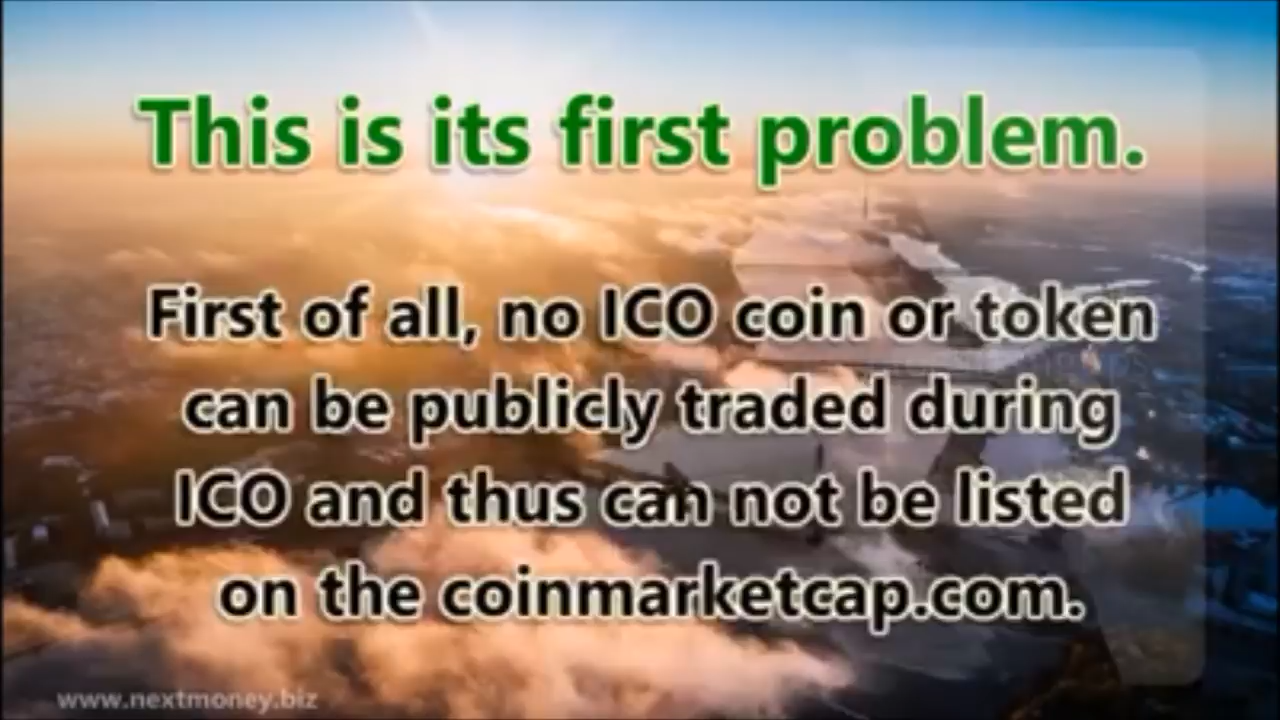 This is its first problem.
First of all, no ICO coin or token
can be publicly traded during
ICO and thus can not be listed
on the coinmarketcap.com.
www.nextmoney.biz